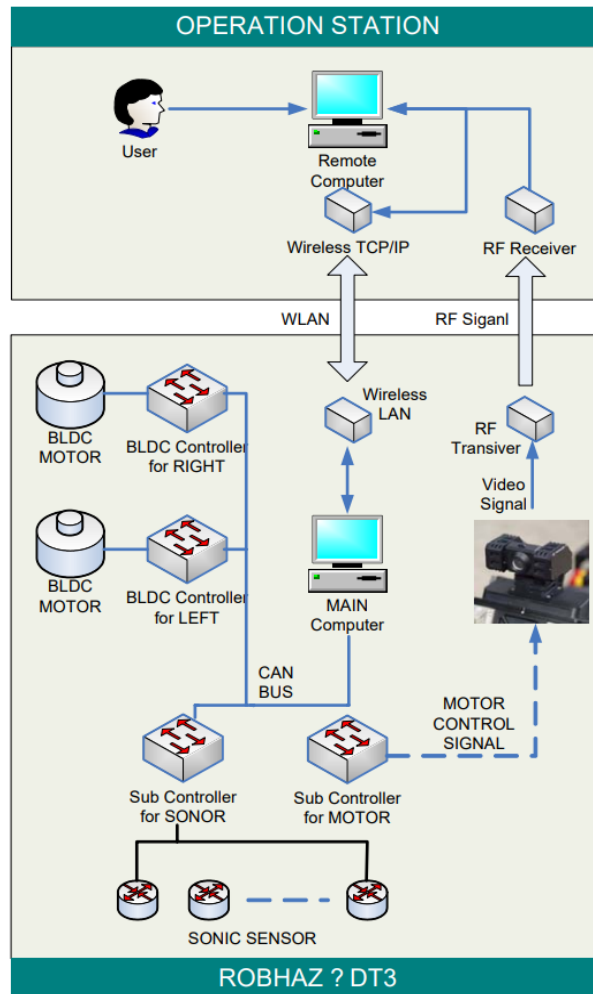 OPERATION STATION
User
Remote
Computer
Wireless TCP/IP
RF Receiver
WLAN
RF Siganl
Wireless
LAN
RF
Transiver
Video
Signal
BLDC
MOTOR
BLDC Controller
for RIGHT
BLDC
MOTOR
BLDC Controller
for LEFT
MAIN
Computer
CAN
BUS
MOTOR
CONTROL
SIGNAL
Sub Controller
for SONOR
Sub Controller
for MOTOR
SONIC SENSOR
ROBHAZ ? DT3